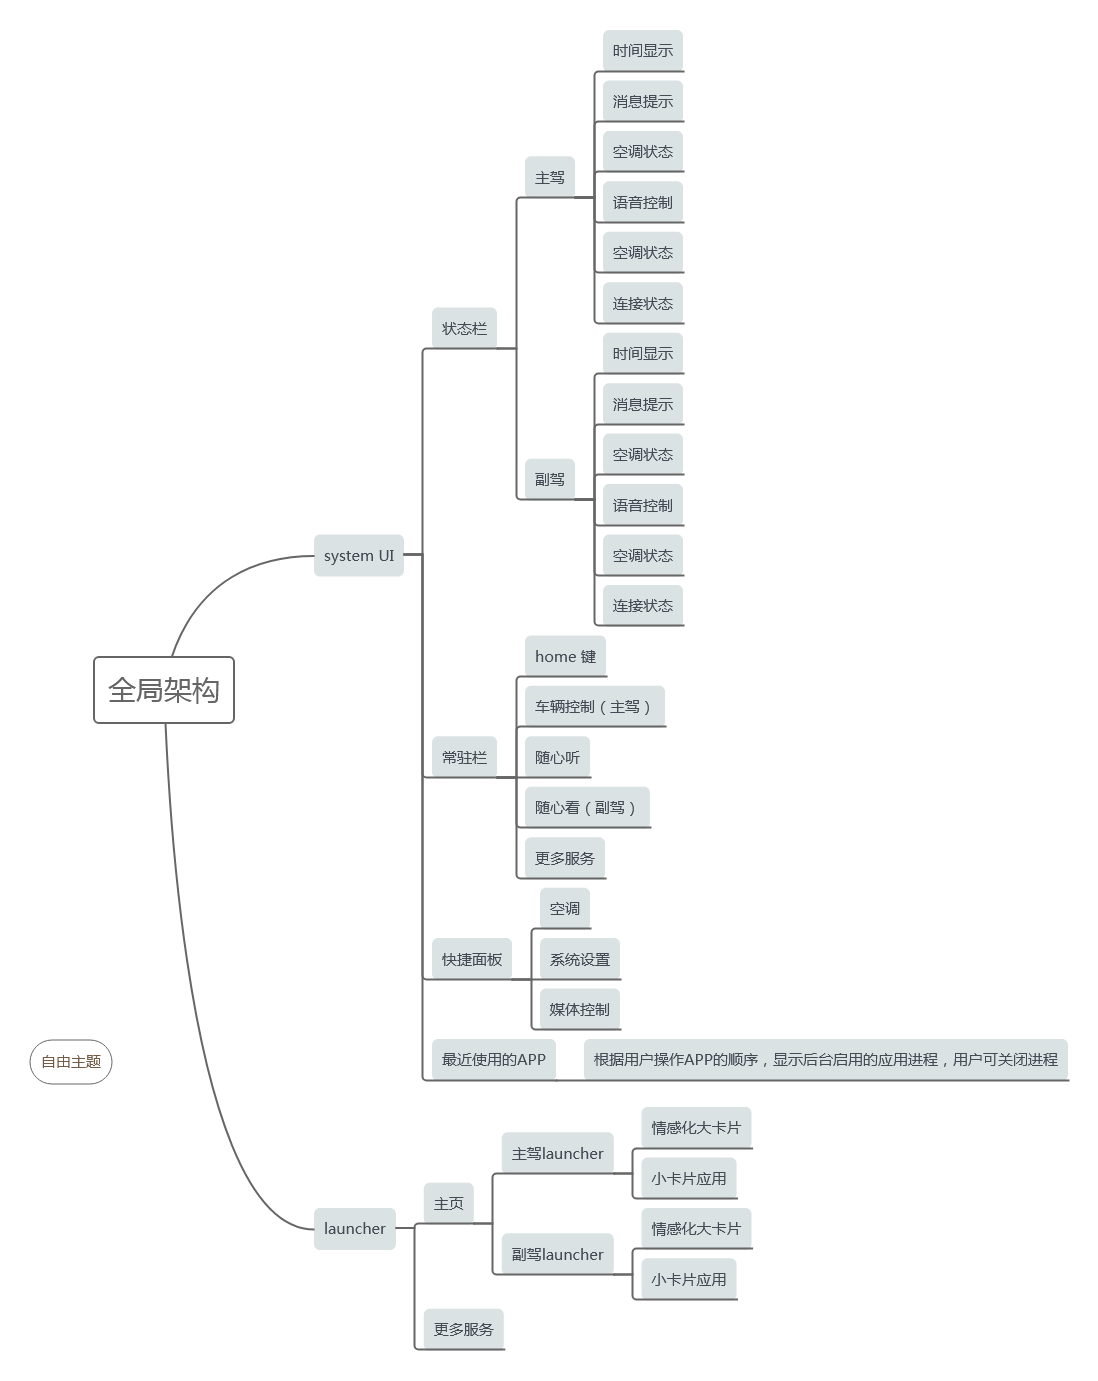 全局架构
system UI
状态栏
主驾
时间显示
消息提示
空调状态
语音控制
空调状态
连接状态
副驾
时间显示
消息提示
空调状态
语音控制
空调状态
连接状态
常驻栏
home 键
车辆控制（主驾）
随心听
随心看（副驾）
更多服务
快捷面板
空调
系统设置
媒体控制
最近使用的APP
根据用户操作APP的顺序，显示后台启用的应用进程，用户可关闭进程
launcher
主页
主驾launcher
情感化大卡片
小卡片应用
副驾launcher
情感化大卡片
小卡片应用
更多服务
自由主题